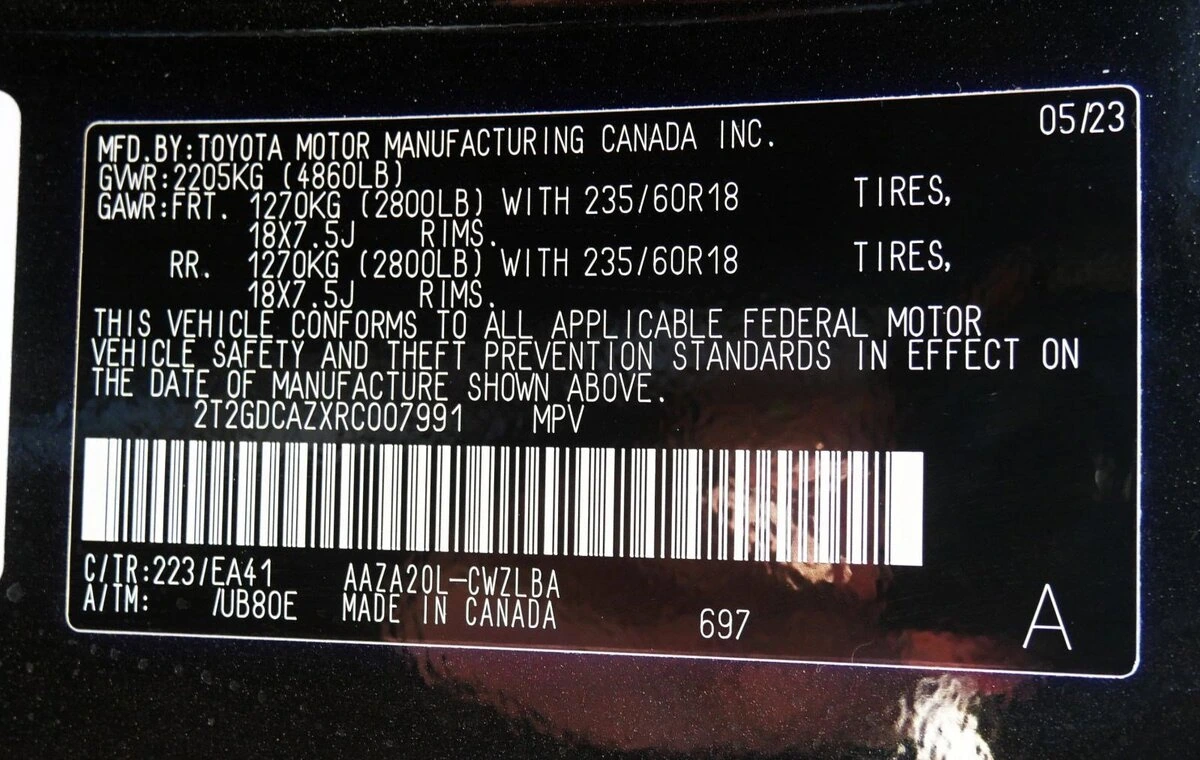 05/23
MFD.BY:TOYOTA MOTOR MANUFACTURING CANADA INC.
GVWR:2205KG (4860LB)
GAWR:FRT. 1270KG (2800LB) WITH 235/60R18 TIRES,
18X7.5J RIMS.
RR. 1270KG (2800LB) WITH 235/60R18 TIRES,
18X7.5J RIMS.
THIS VEHICLE CONFORMS TO ALL APPLICABLE FEDERAL MOTOR
VEHICLE SAFETY AND THEFT PREVENTION STANDARDS IN EFFECT ON
THE DATE OF MANUFACTURE SHOWN ABOVE.
2T2GDCAZXRC007991 MPV
C/TR:223/EA41 AAZA20L-CWZLBA
A/TM: /UB80E MADE IN CANADA 697 A